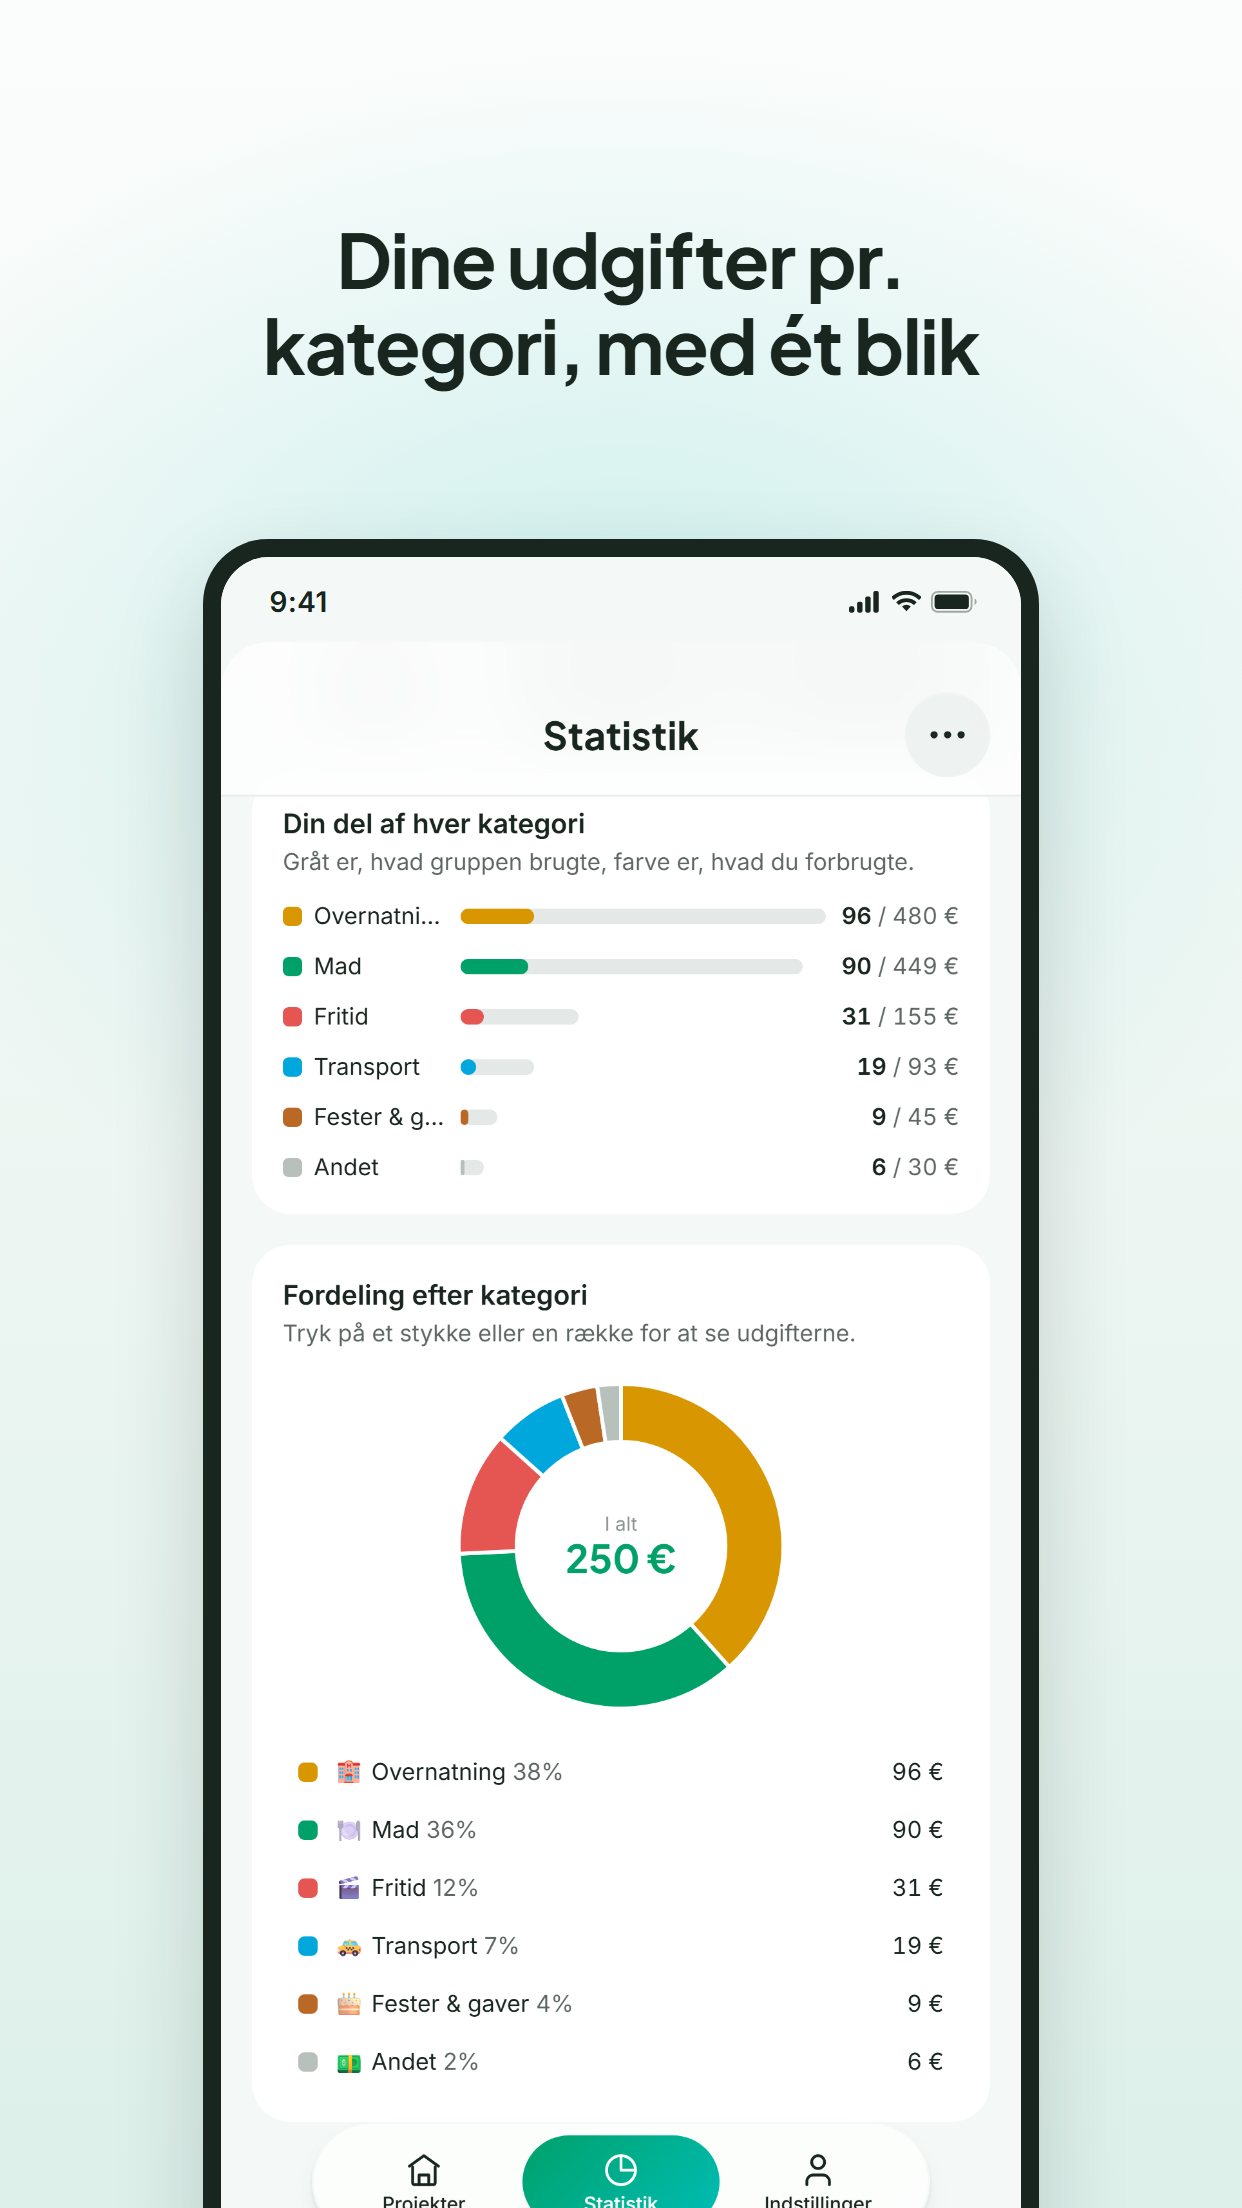 Dine udgifter pr.
kategori, med ét blik
9:41
Statistik
Din del af hver kategori
Gråt er, hvad gruppen brugte, farve er, hvad du forbrugte.
Overnatni... 96 / 480 €
Mad 90 / 449 €
Fritid 31 / 155 €
Transport 19 / 93 €
Fester & g... 9 / 45 €
Andet 6 / 30 €
Fordeling efter kategori
Tryk på et stykke eller en række for at se udgifterne.
I alt
250 €
Overnatning 38% 96 €
Mad 36% 90 €
Fritid 12% 31 €
Transport 7% 19 €
Fester & gaver 4% 9 €
Andet 2% 6 €
Projekter Statistik Indstillinger